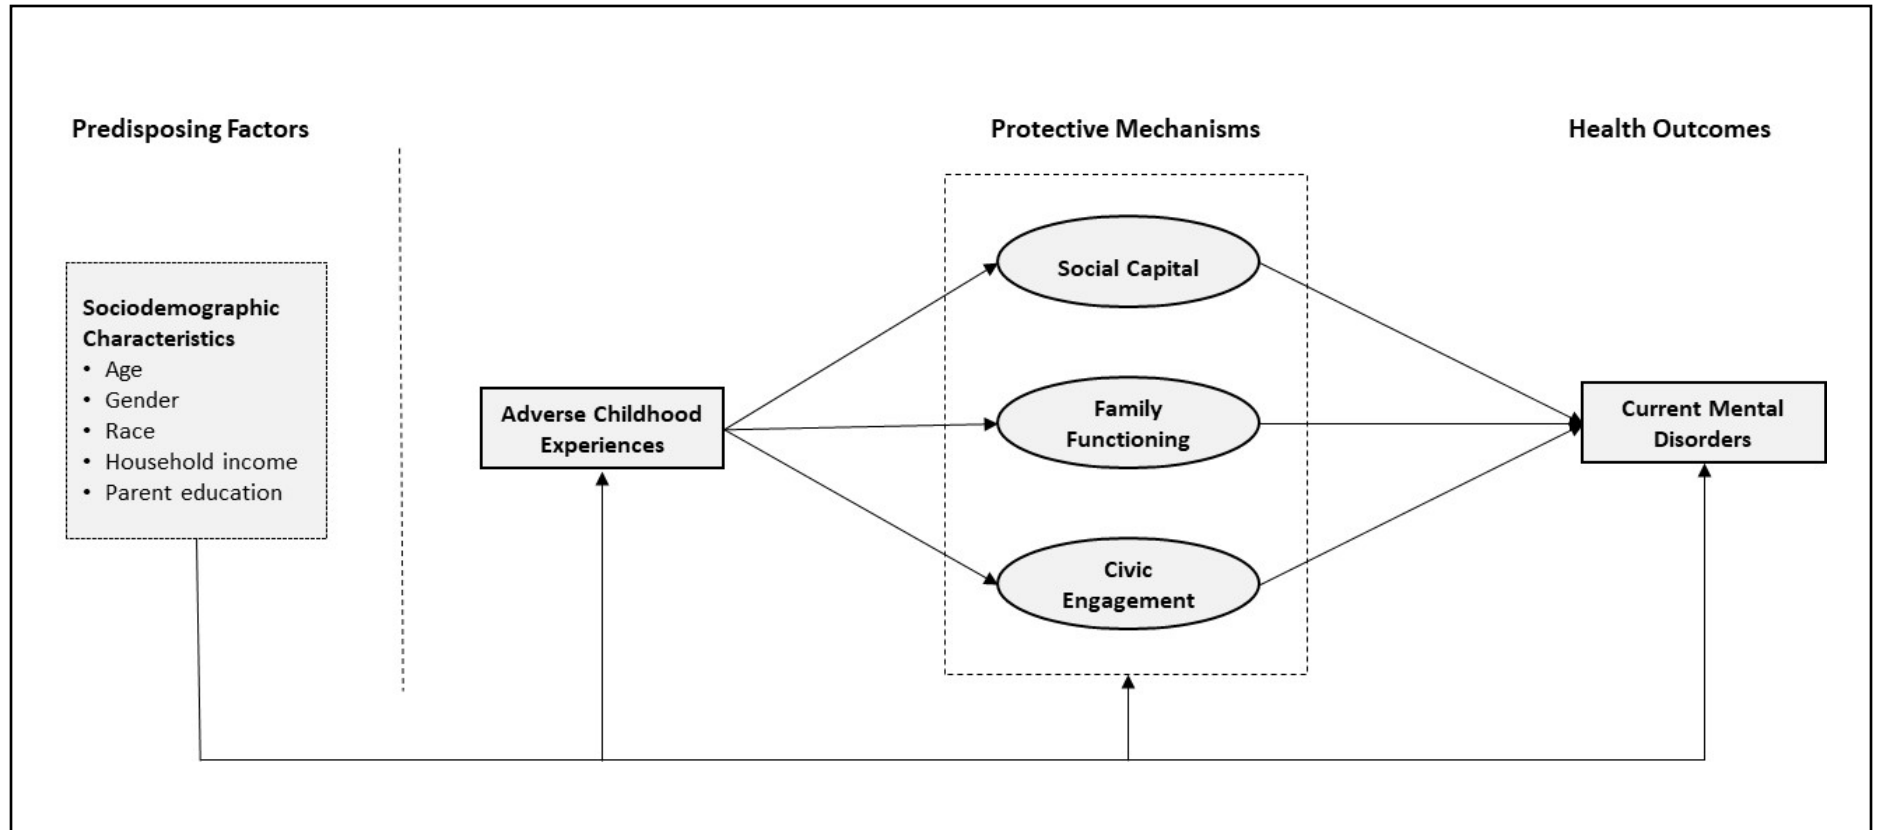 Predisposing Factors
Protective Mechanisms
Health Outcomes
Sociodemographic
Characteristics
• Age
• Gender
• Race
• Household income
• Parent education
Adverse Childhood
Experiences
Social Capital
Family
Functioning
Civic
Engagement
Current Mental
Disorders